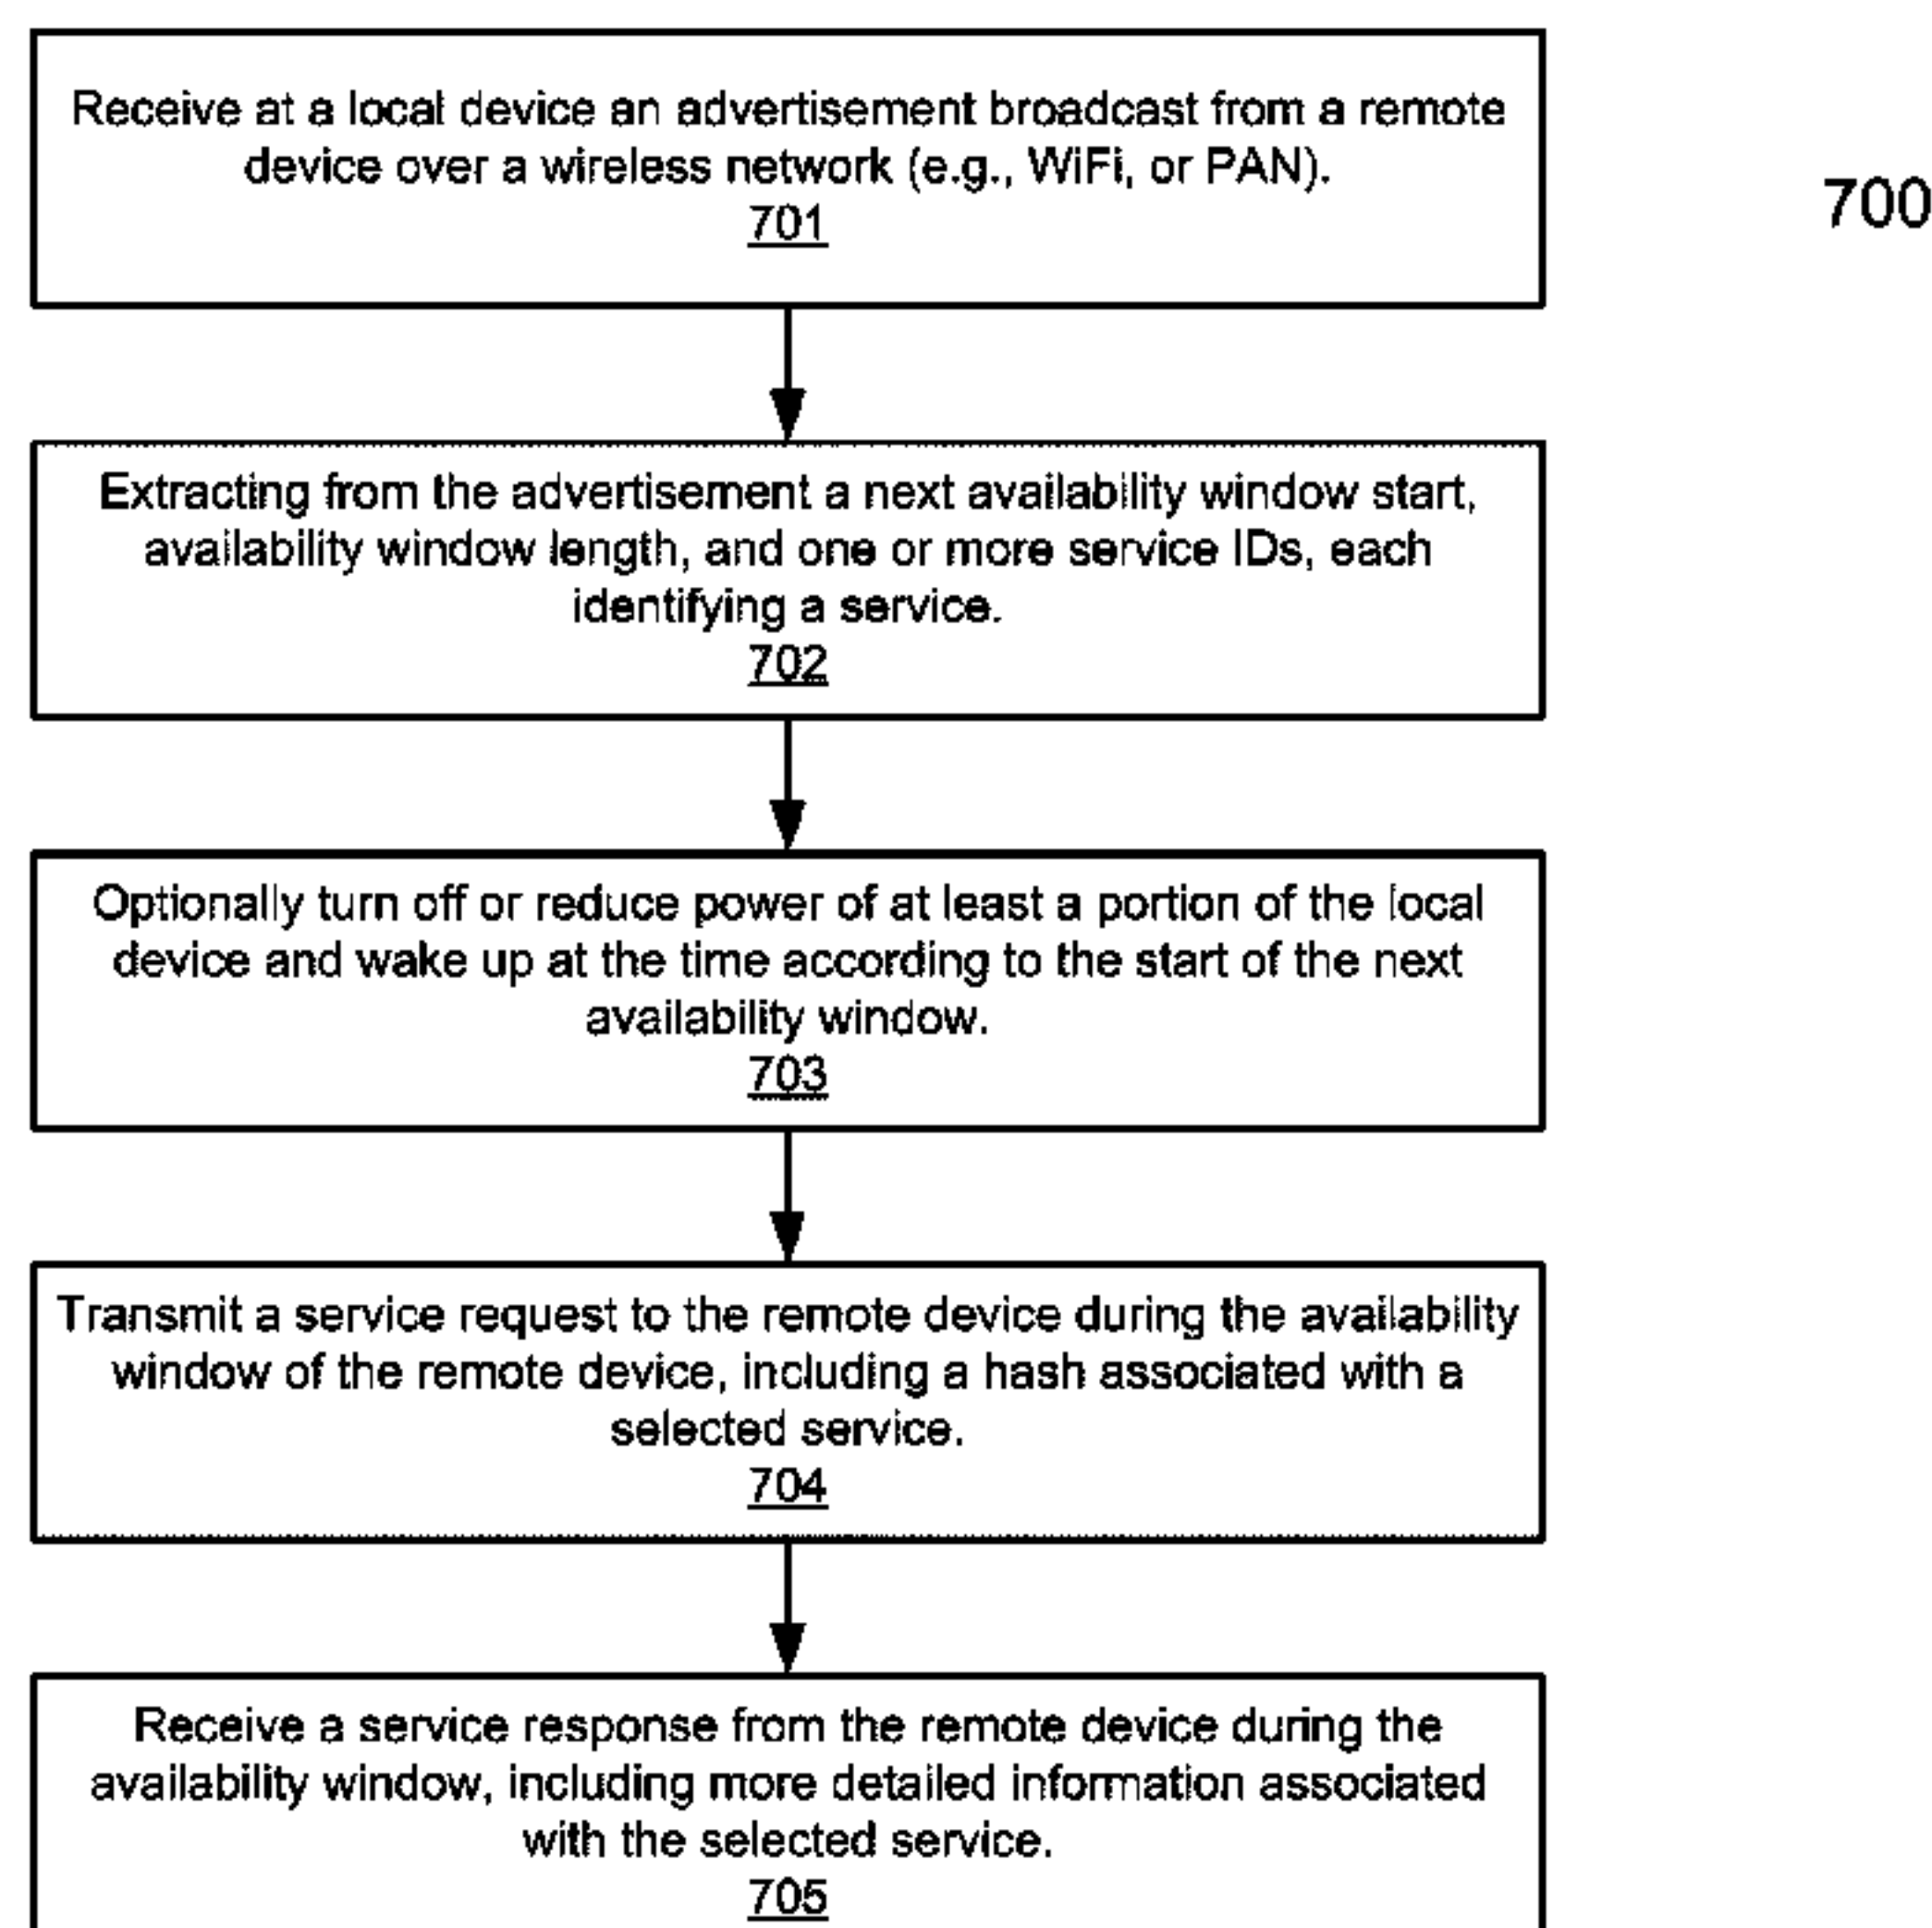 Receive at a local device an advertisement broadcast from a remote
device over a wireless network (e.g., WiFi, or PAN).
701
700
Extracting from the advertisement a next availability window start,
availability window length, and one or more service IDs, each
identifying a service.
702
Optionally turn off or reduce power of at least a portion of the local
device and wake up at the time according to the start of the next
availability window.
703
Transmit a service request to the remote device during the availability
window of the remote device, including a hash associated with a
selected service.
704
Receive a service response from the remote device during the
availability window, including more detailed information associated
with the selected service.
705